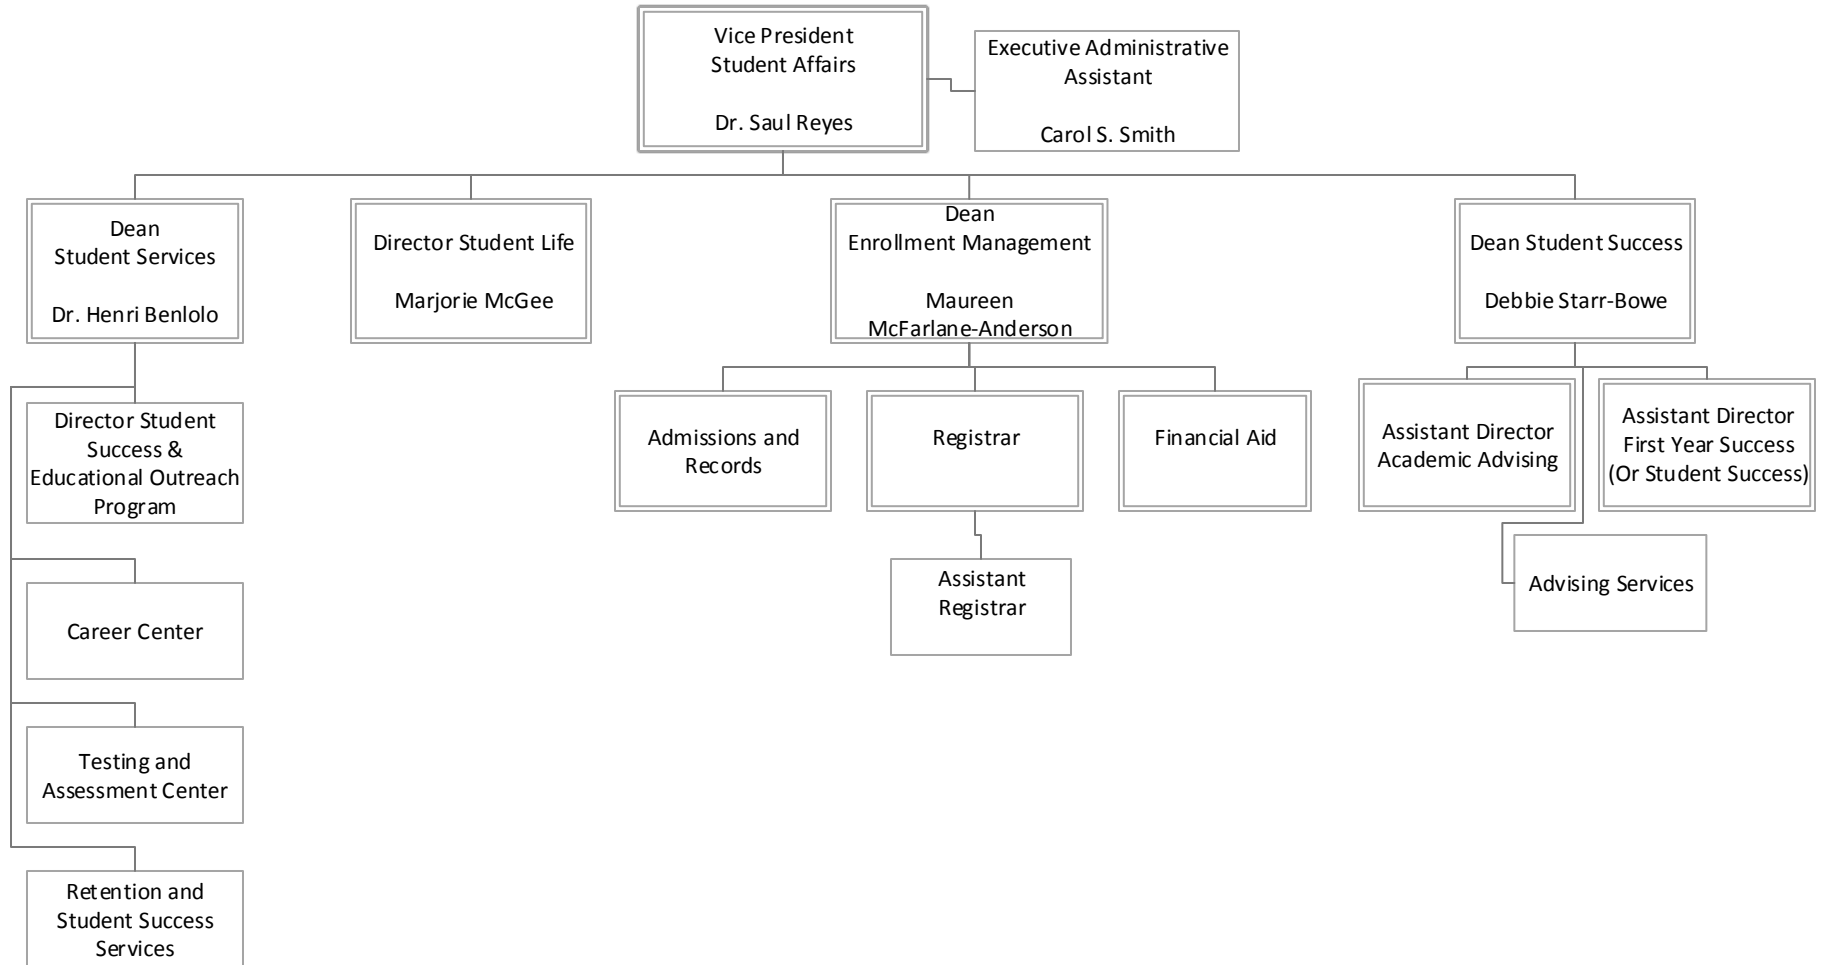 Vice President
Student Affairs
Dr. Saul Reyes
Executive Administrative
Assistant
Carol S. Smith
Dean
Student Services
Dr. Henri Benlolo
Director Student Life
Marjorie McGee
Dean
Enrollment Management
Maureen
McFarlane-Anderson
Dean Student Success
Debbie Starr-Bowe
Director Student
Success &
Educational Outreach
Program
Admissions and
Records
Registrar
Financial Aid
Assistant Director
Academic Advising
Assistant Director
First Year Success
(Or Student Success)
Assistant
Registrar
Advising Services
Career Center
Testing and
Assessment Center
Retention and
Student Success
Services